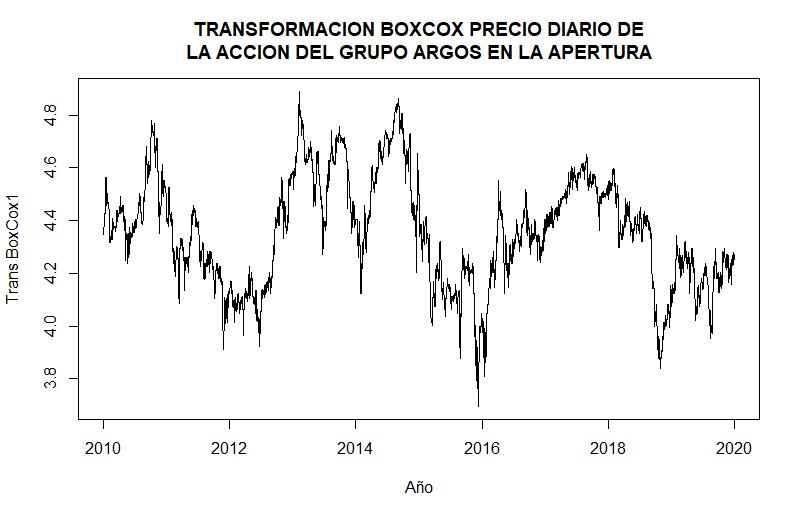 TRANSFORMACION BOXCOX PRECIO DIARIO DE
LA ACCION DEL GRUPO ARGOS EN LA APERTURA
Trans BoxCox1
4.8
4.6
4.4
4.2
4.0
3.8
2010 2012 2014 2016 2018 2020
Año